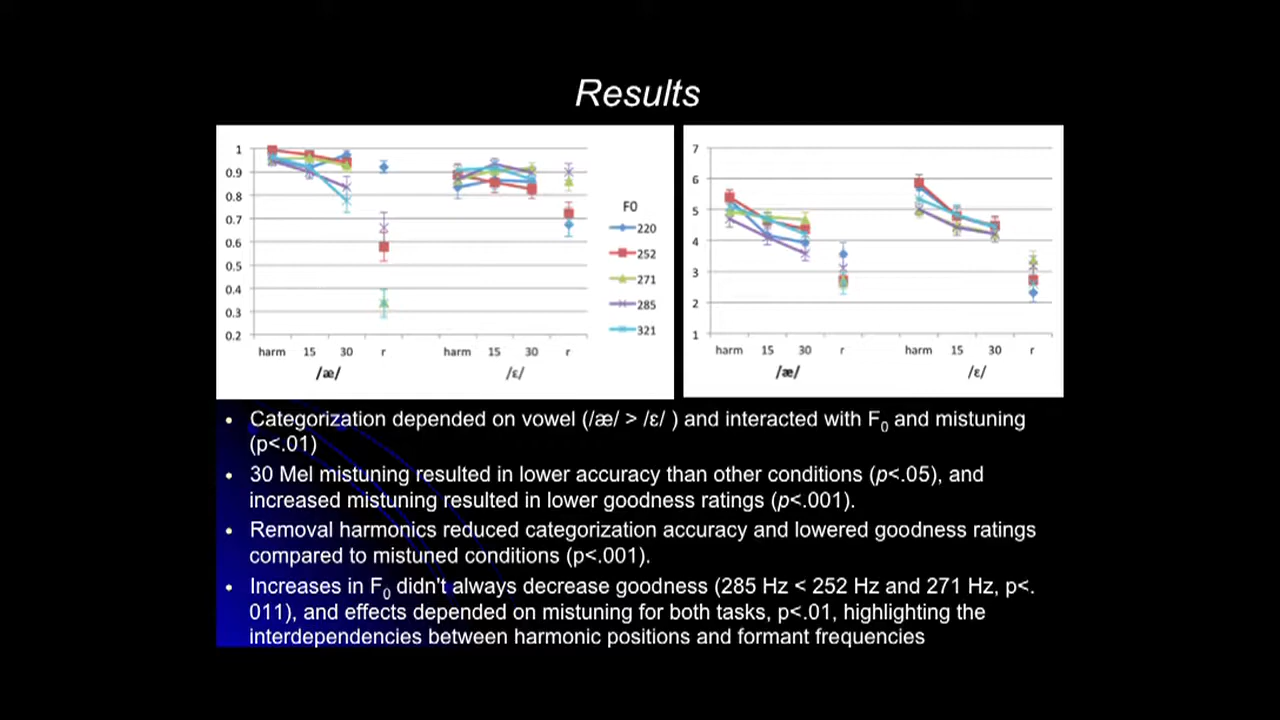 Results
1
0.9
0.8
0.7
0.6
0.5
0.4
0.3
0.2
harm 15 30 r harm 15 30 r
/æ/ /ε/
F0
220
252
271
285
321
7
6
5
4
3
2
1
harm 15 30 r harm 15 30 r
/æ/ /ε/
• Categorization depended on vowel (/æ/ > /ε/ ) and interacted with F0 and mistuning
(p<.01)
• 30 Mel mistuning resulted in lower accuracy than other conditions (p<.05), and
increased mistuning resulted in lower goodness ratings (p<.001).
• Removal harmonics reduced categorization accuracy and lowered goodness ratings
compared to mistuned conditions (p<.001).
• Increases in F0 didn't always decrease goodness (285 Hz < 252 Hz and 271 Hz, p<.
011), and effects depended on mistuning for both tasks, p<.01, highlighting the
interdependencies between harmonic positions and formant frequencies